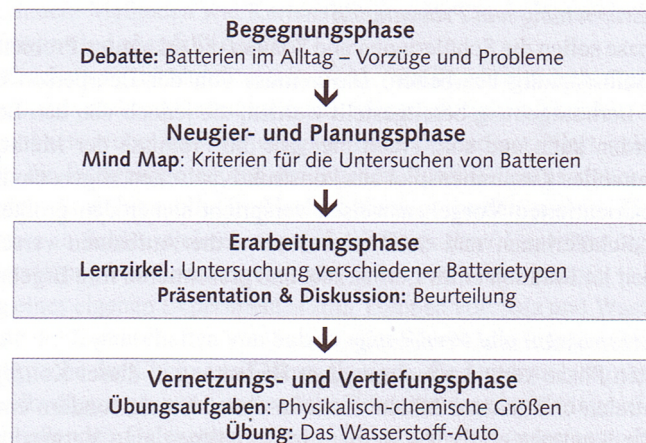 Begegnungsphase
Debatte: Batterien im Alltag – Vorzüge und Probleme
Neugier- und Planungsphase
Mind Map: Kriterien für die Untersuchen von Batterien
Erarbeitungsphase
Lernzirkel: Untersuchung verschiedener Batterietypen
Präsentation & Diskussion: Beurteilung
Vernetzungs- und Vertiefungsphase
Übungsaufgaben: Physikalisch-chemische Größen
Übung: Das Wasserstoff-Auto